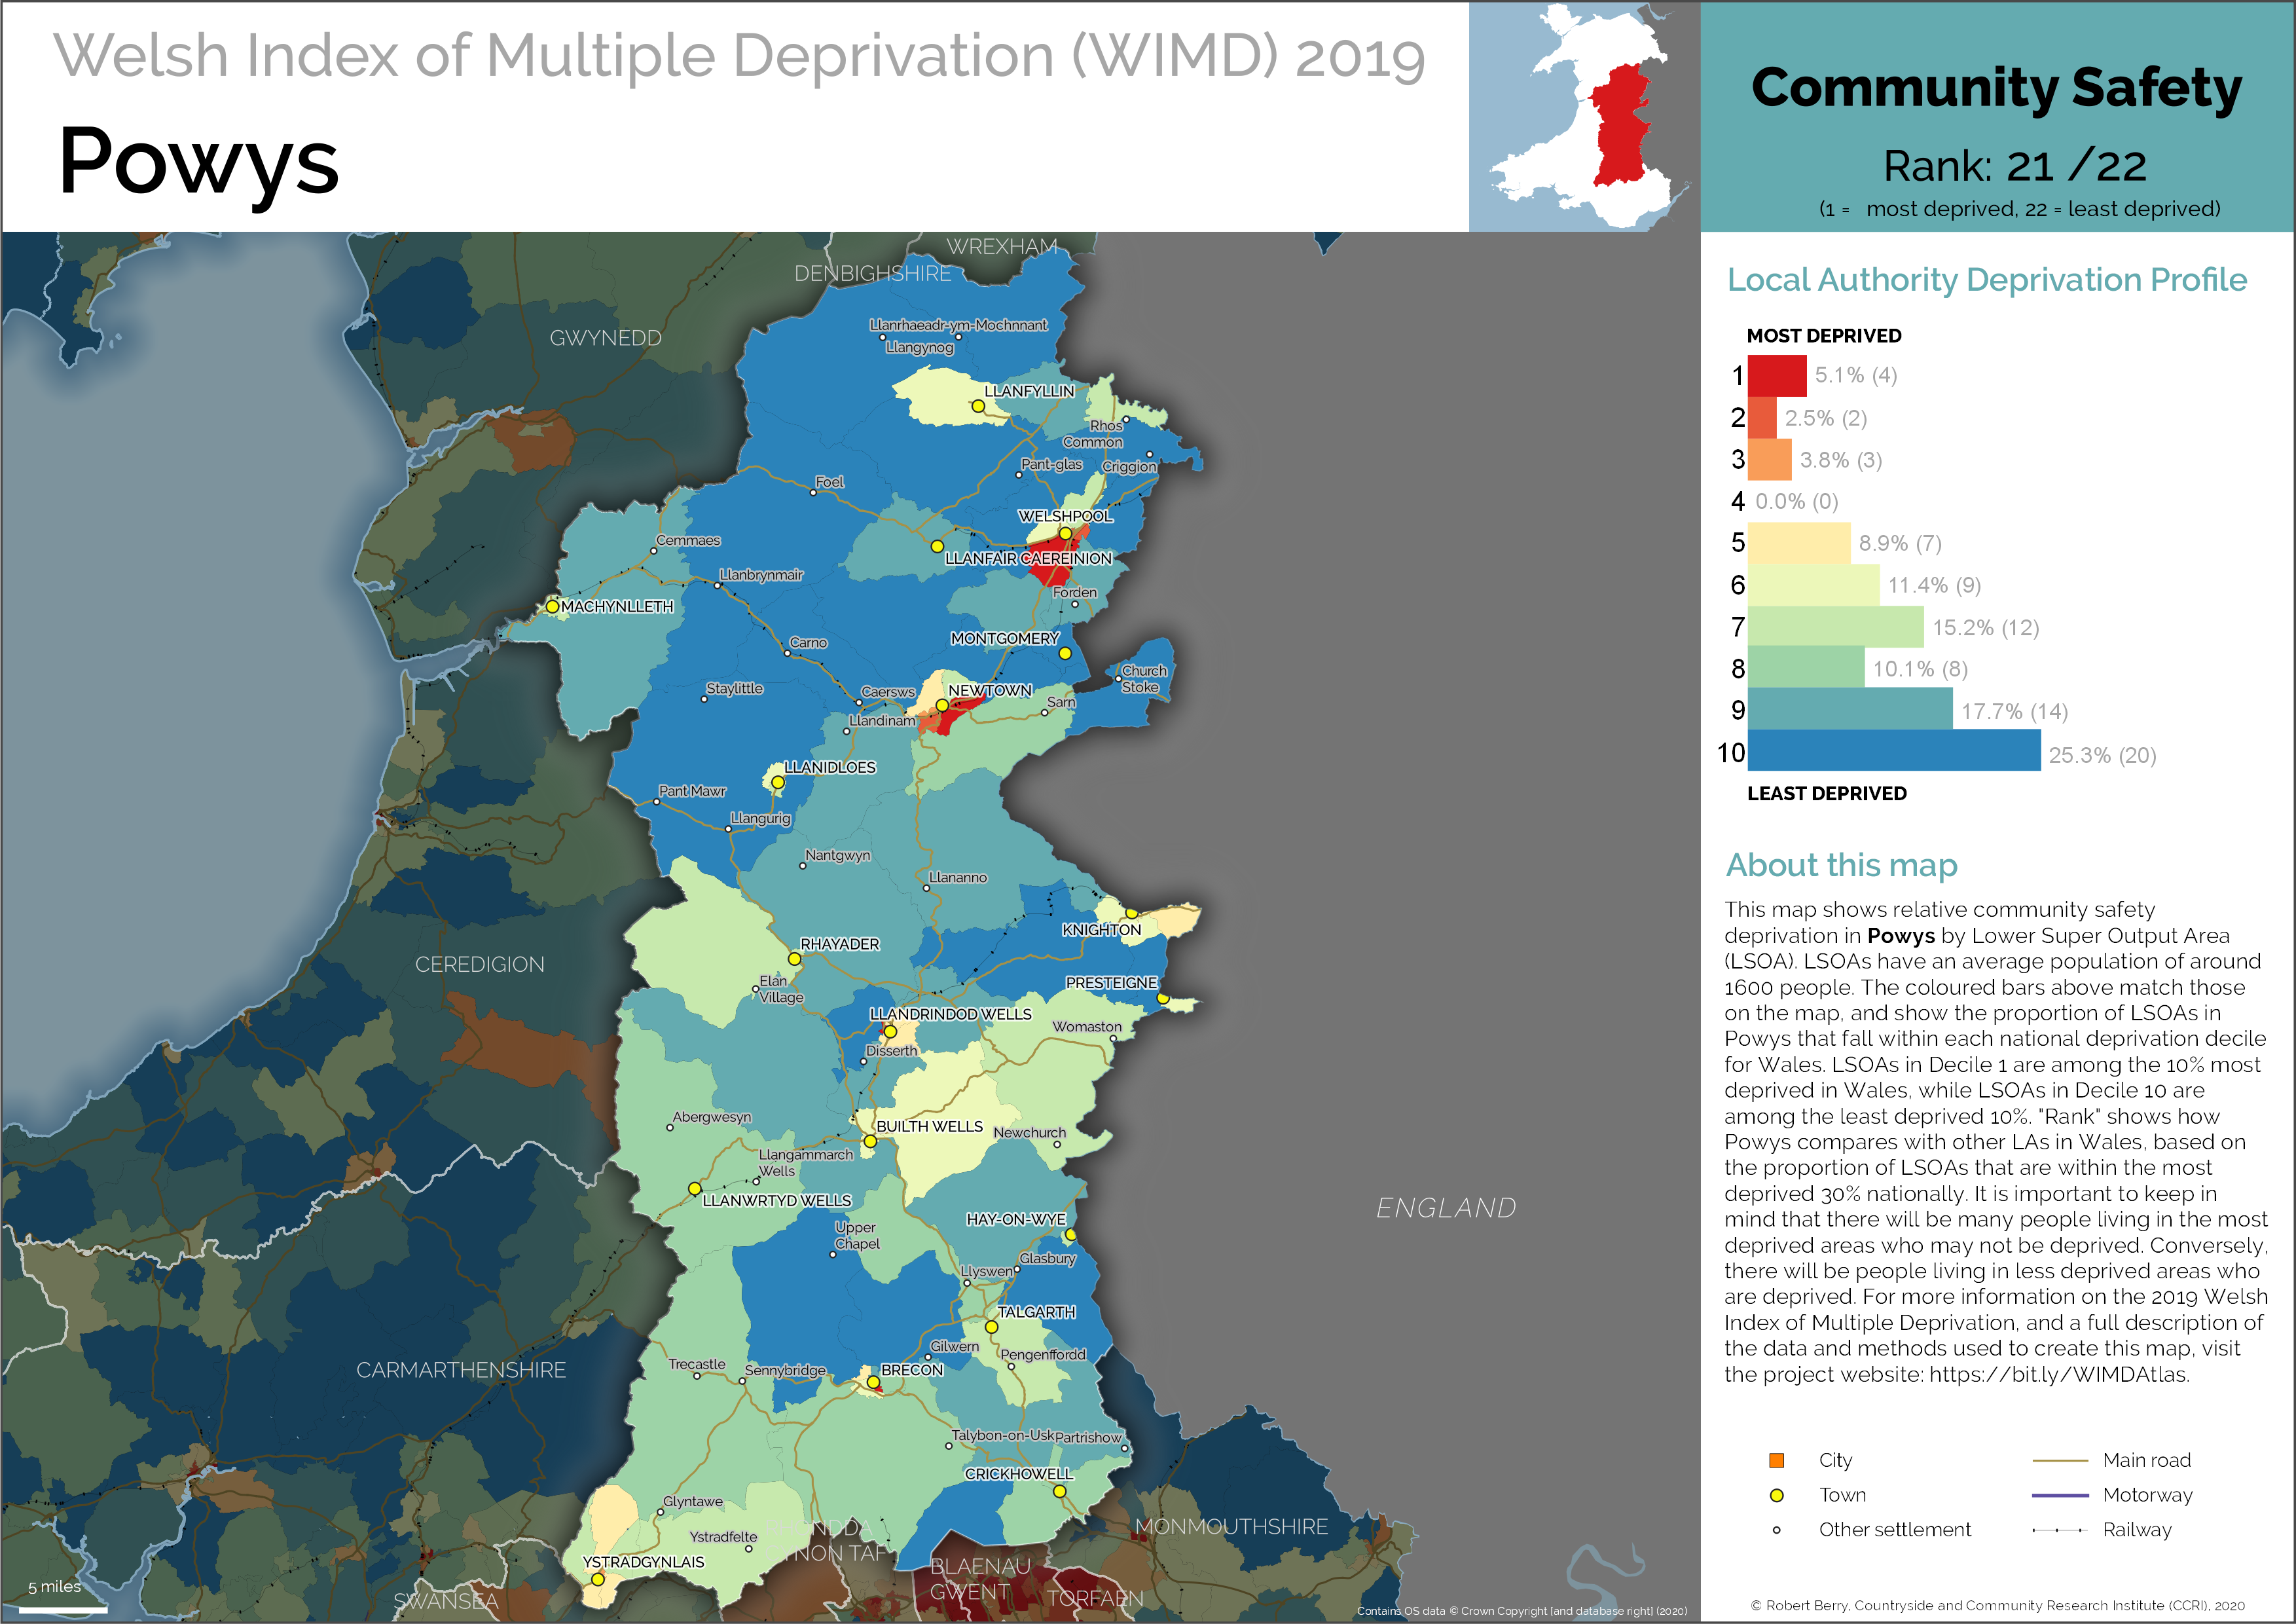 Welsh Index of Multiple Deprivation (WIMD) 2019
Powys
Community Safety
Rank: 21 /22
(1 = most deprived, 22 = least deprived)
Local Authority Deprivation Profile
MOST DEPRIVED
1 5.1% (4)
2 2.5% (2)
3 3.8% (3)
4 0.0% (0)
5 8.9% (7)
6 11.4% (9)
7 15.2% (12)
8 10.1% (8)
9 17.7% (14)
10 25.3% (20)
LEAST DEPRIVED
About this map
This map shows relative community safety
deprivation in Powys by Lower Super Output Area
(LSOA). LSOAs have an average population of around
1600 people. The coloured bars above match those
on the map, and show the proportion of LSOAs in
Powys that fall within each national deprivation decile
for Wales. LSOAs in Decile 1 are among the 10% most
deprived in Wales, while LSOAs in Decile 10 are
among the least deprived 10%. "Rank" shows how
Powys compares with other LAs in Wales, based on
the proportion of LSOAs that are within the most
deprived 30% nationally. It is important to keep in
mind that there will be many people living in the most
deprived areas who may not be deprived. Conversely,
there will be people living in less deprived areas who
are deprived. For more information on the 2019 Welsh
Index of Multiple Deprivation, and a full description of
the data and methods used to create this map, visit
the project website: https://bit.ly/WIMDAtlas.
City
Town
Other settlement
Main road
Motorway
Railway
© Robert Berry, Countryside and Community Research Institute (CCRI), 2020
WREXHAM
DENBIGHSHIRE
GWYNEDD
Llanrhaeadr-ym-Mochnnant
Llangynog
LLANFYLLIN
Rhos
Common
Pant-glas
Criggion
Foel
WELSHPOOL
Cemmaes
LLANFAIR CAEREINION
Llanbrynmair
Forden
MACHYNLLETH
MONTGOMERY
Carno
Church
Stoke
Staylittle
Caersws
NEWTOWN
Sarn
Llandinam
LLANIDLOES
Pant Mawr
Llangurig
Nantgwyn
Llananno
KNIGHTON
RHAYADER
CEREDIGION
Elan
Village
PRESTEIGNE
LLANDRINDOD WELLS
Womaston
Disserth
Abergwesyn
BUILTH WELLS
Newchurch
Llangammarch
Wells
LLANWRTYD WELLS
ENGLAND
HAY-ON-WYE
Upper
Chapel
Glasbury
Llyswen
TALGARTH
Gilwern
Pengenffordd
CARMARTHENSHIRE
Trecastle
Sennybridge
BRECON
Talybon-on-Usk
Partrishow
CRICKHOWELL
Glyntawe
Ystradfelte
MONMOUTHSHIRE
YSTRADGYNLAIS
BLAENAU
GWENT
TORFAEN
SWANSEA
5 miles
Contains OS data © Crown Copyright [and database right] (2020)